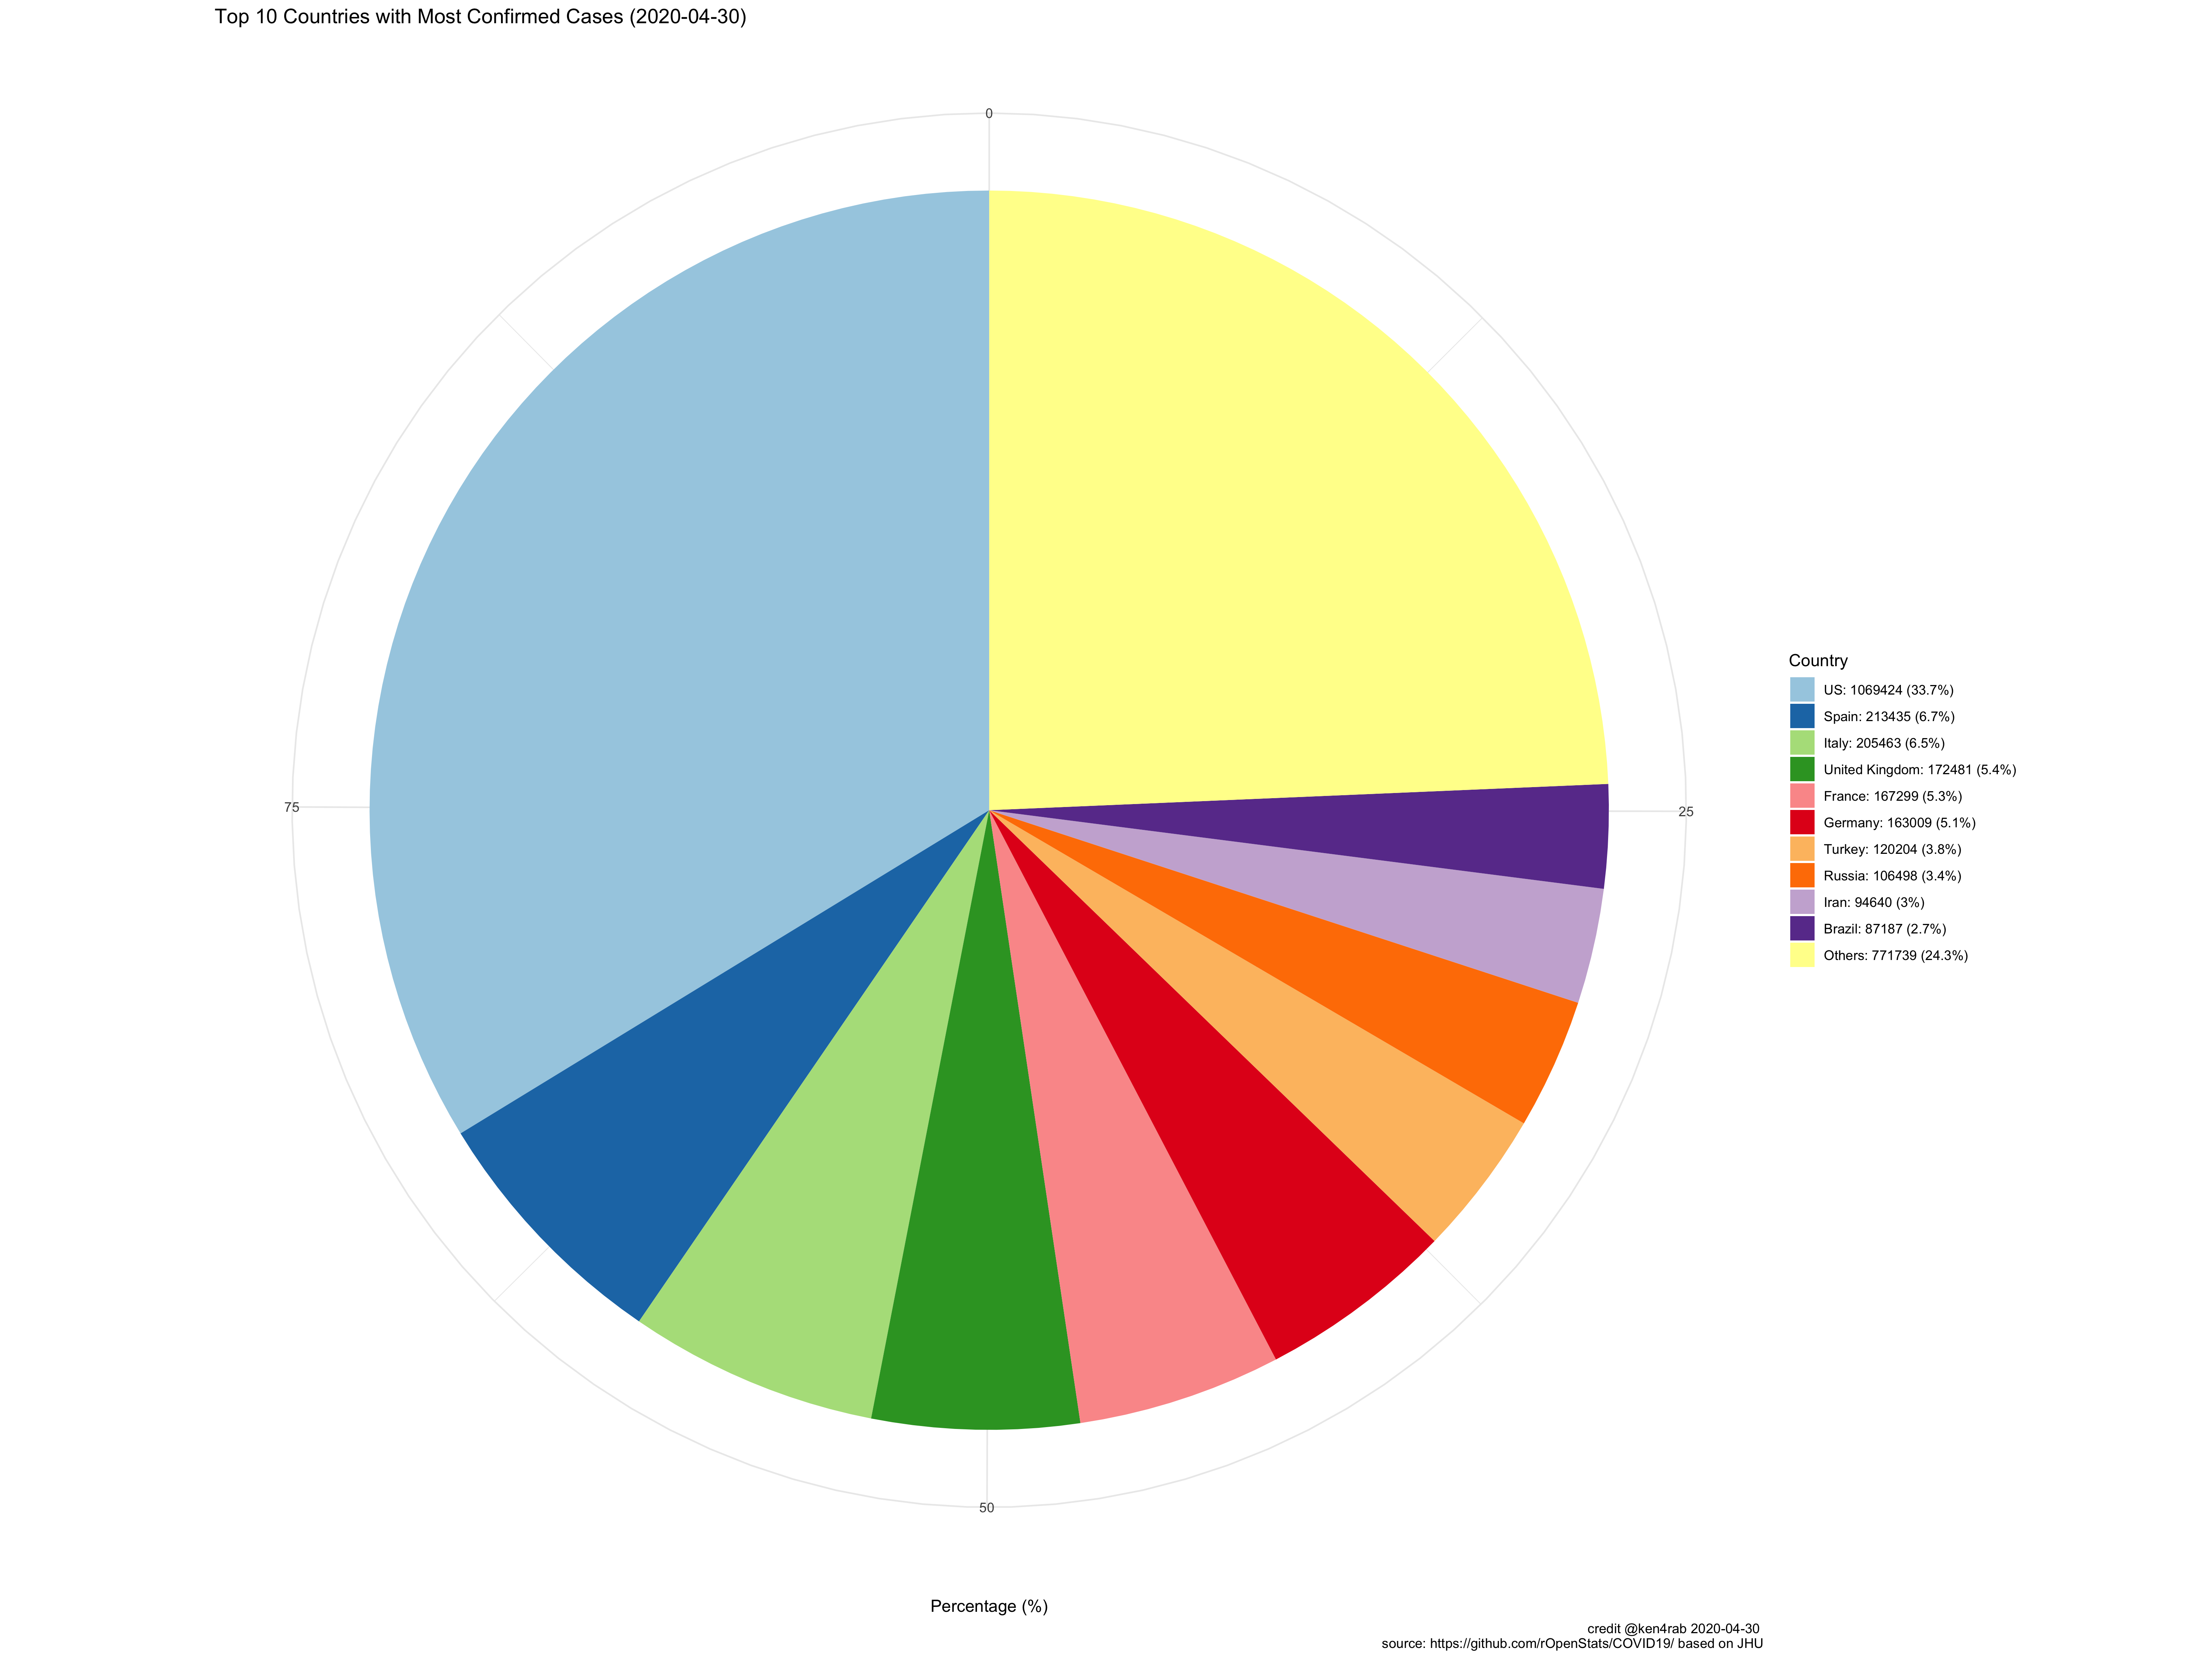 Top 10 Countries with Most Confirmed Cases (2020-04-30)
0
75
25
50
Country
US: 1069424 (33.7%)
Spain: 213435 (6.7%)
Italy: 205463 (6.5%)
United Kingdom: 172481 (5.4%)
France: 167299 (5.3%)
Germany: 163009 (5.1%)
Turkey: 120204 (3.8%)
Russia: 106498 (3.4%)
Iran: 94640 (3%)
Brazil: 87187 (2.7%)
Others: 771739 (24.3%)
Percentage (%)
credit @ken4rab 2020-04-30
source: https://github.com/rOpenStats/COVID19/ based on JHU